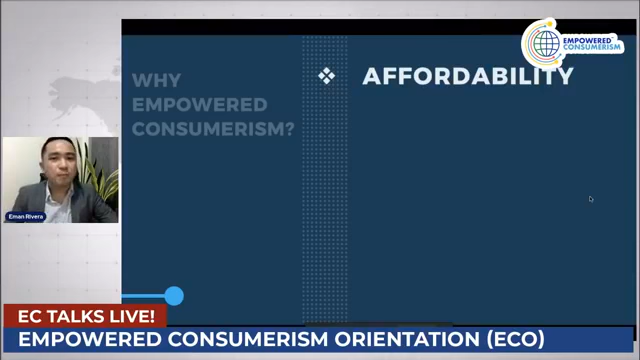 EMPOWERED
CONSUMERISM
WHY
EMPOWERED
CONSUMERISM?
❖ AFFORDABILITY
Eman Rivera
EC TALKS LIVE!
EMPOWERED CONSUMERISM ORIENTATION (ECO)